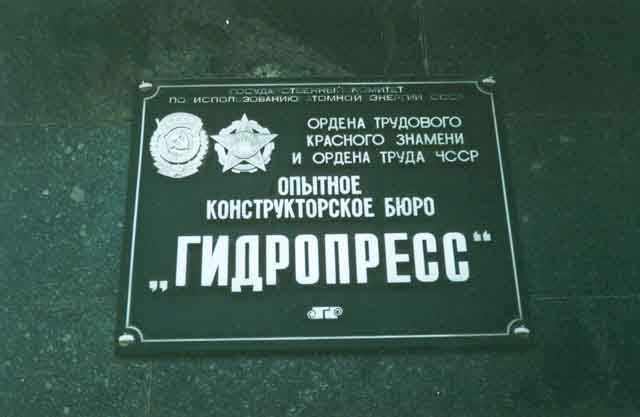 ГОСУДАРСТВЕННЫЙ КОМИТЕТ
ПО ИСПОЛЬЗОВАНИЮ АТОМНОЙ ЭНЕРГИИ СССР
ОРДЕНА ТРУДОВОГО
КРАСНОГО ЗНАМЕНИ
И ОРДЕНА ТРУДА ЧССР
ОПЫТНОЕ
КОНСТРУКТОРСКОЕ БЮРО
„ГИДРОПРЕСС“